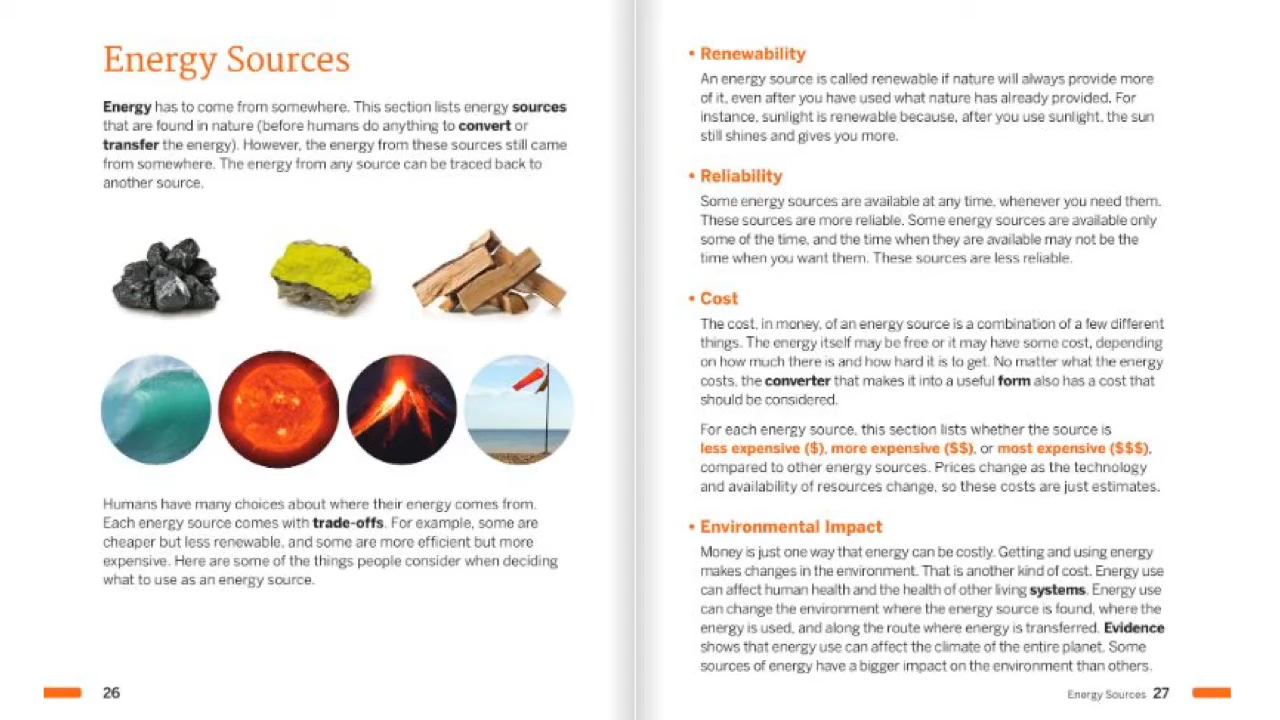 Energy Sources
Energy has to come from somewhere. This section lists energy sources
that are found in nature (before humans do anything to convert or
transfer the energy). However, the energy from these sources still came
from somewhere. The energy from any source can be traced back to
another source.
Humans have many choices about where their energy comes from.
Each energy source comes with trade-offs. For example, some are
cheaper but less renewable, and some are more efficient but more
expensive. Here are some of the things people consider when deciding
what to use as an energy source.
26
• Renewability
An energy source is called renewable if nature will always provide more
of it, even after you have used what nature has already provided. For
instance, sunlight is renewable because, after you use sunlight, the sun
still shines and gives you more.
• Reliability
Some energy sources are available at any time, whenever you need them.
These sources are more reliable. Some energy sources are available only
some of the time, and the time when they are available may not be the
time when you want them. These sources are less reliable.
• Cost
The cost, in money, of an energy source is a combination of a few different
things. The energy itself may be free or it may have some cost, depending
on how much there is and how hard it is to get. No matter what the energy
costs, the converter that makes it into a useful form also has a cost that
should be considered.
For each energy source, this section lists whether the source is
less expensive ($), more expensive ($$), or most expensive ($$$),
compared to other energy sources. Prices change as the technology
and availability of resources change, so these costs are just estimates.
• Environmental Impact
Money is just one way that energy can be costly. Getting and using energy
makes changes in the environment. That is another kind of cost. Energy use
can affect human health and the health of other living systems. Energy use
can change the environment where the energy source is found, where the
energy is used, and along the route where energy is transferred. Evidence
shows that energy use can affect the climate of the entire planet. Some
sources of energy have a bigger impact on the environment than others.
Energy Sources 27